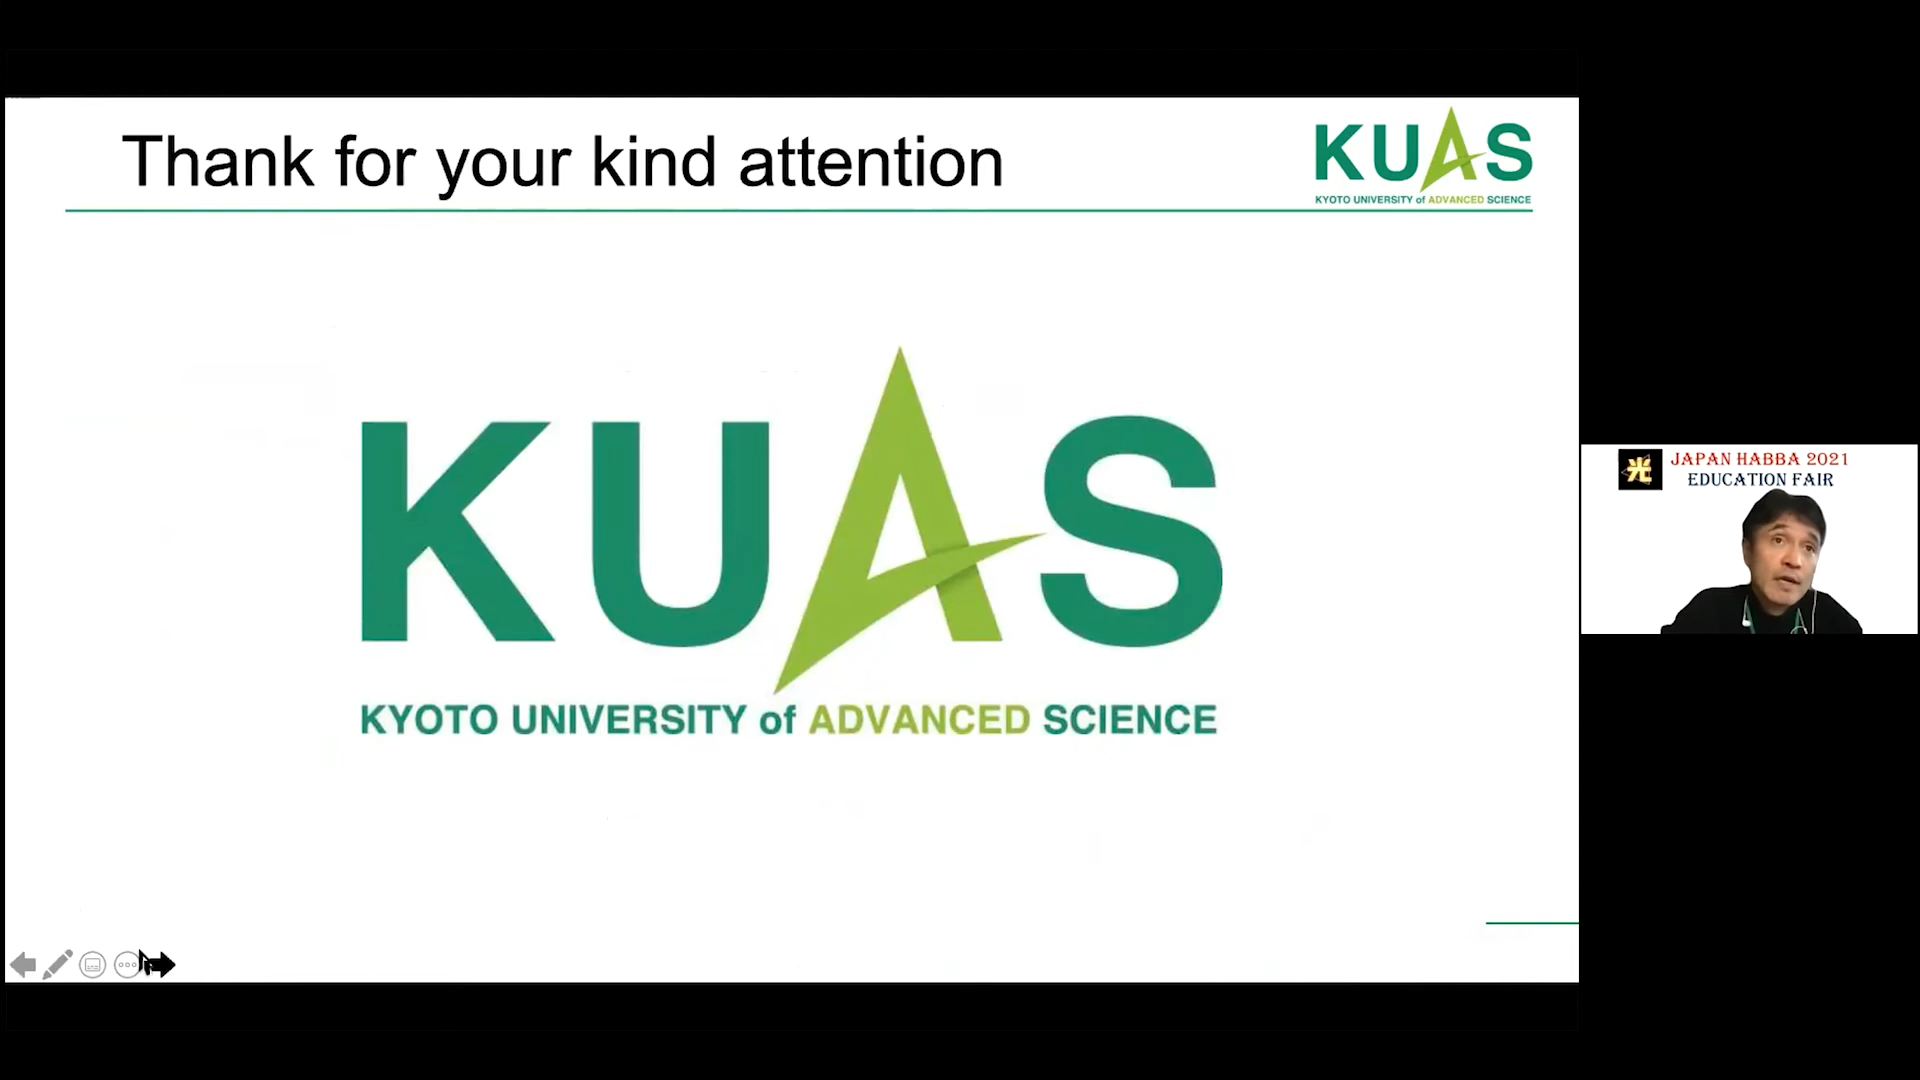 Thank for your kind attention
KUAS
KYOTO UNIVERSITY of ADVANCED SCIENCE
KUAS
KYOTO UNIVERSITY of ADVANCED SCIENCE
光
JAPAN HABBA 2021
EDUCATION FAIR